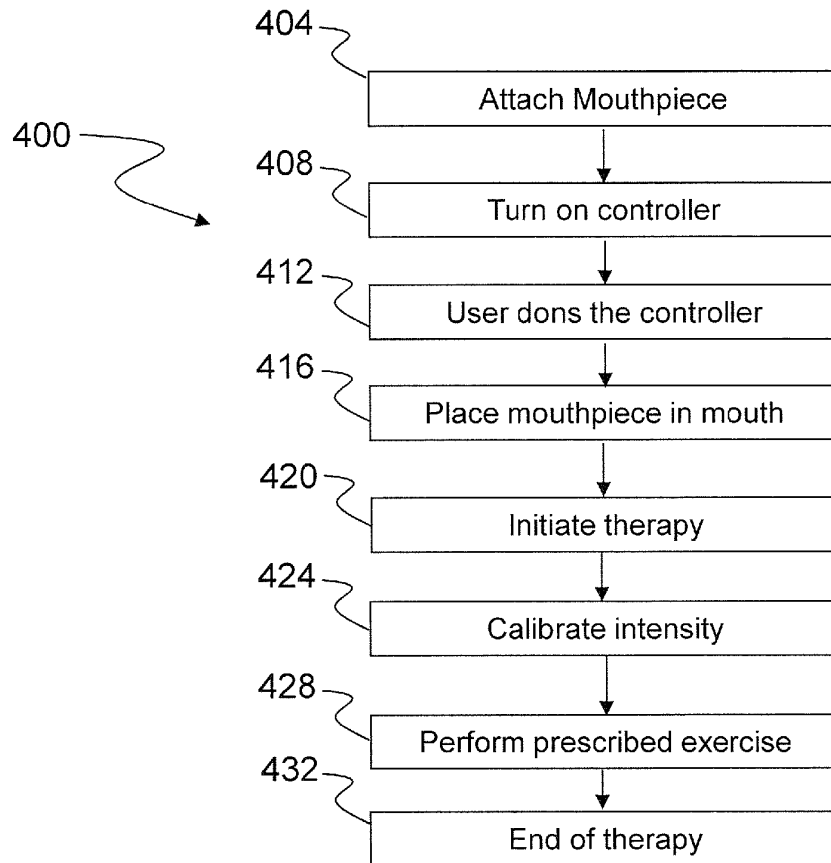 404
Attach Mouthpiece
400
408
Turn on controller
412
User dons the controller
416
Place mouthpiece in mouth
420
Initiate therapy
424
Calibrate intensity
428
Perform prescribed exercise
432
End of therapy